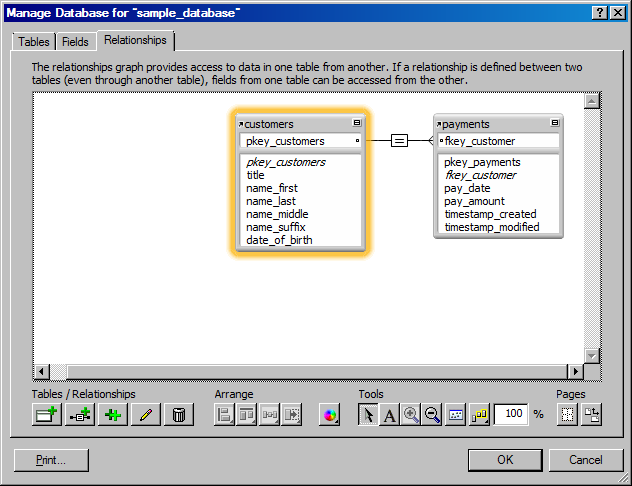 Manage Database for "sample_database"
Tables
Fields
Relationships
The relationships graph provides access to data in one table from another. If a relationship is defined between two
tables (even through another table), fields from one table can be accessed from the other.
customers
pkey_customers
pkey_customers
title
name_first
name_last
name_middle
name_suffix
date_of_birth
=
payments
fkey_customer
pkey_payments
fkey_customer
pay_date
pay_amount
timestamp_created
timestamp_modified
Tables / Relationships
Arrange
Tools
Pages
A
100 %
Print...
OK
Cancel